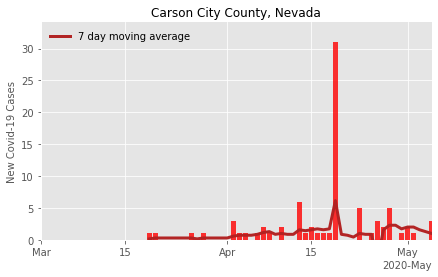 Carson City County, Nevada
7 day moving average
New Covid-19 Cases
30
25
20
15
10
5
0
Mar 15 Apr 15 May
2020-May